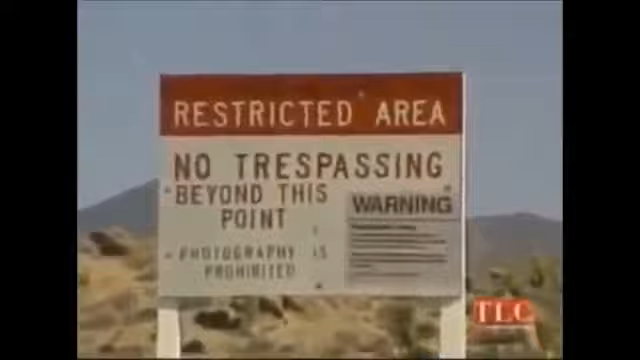 RESTRICTED AREA
NO TRESPASSING
BEYOND THIS
POINT
PHOTOGRAPHY IS
PROHIBITED
WARNING
TLC